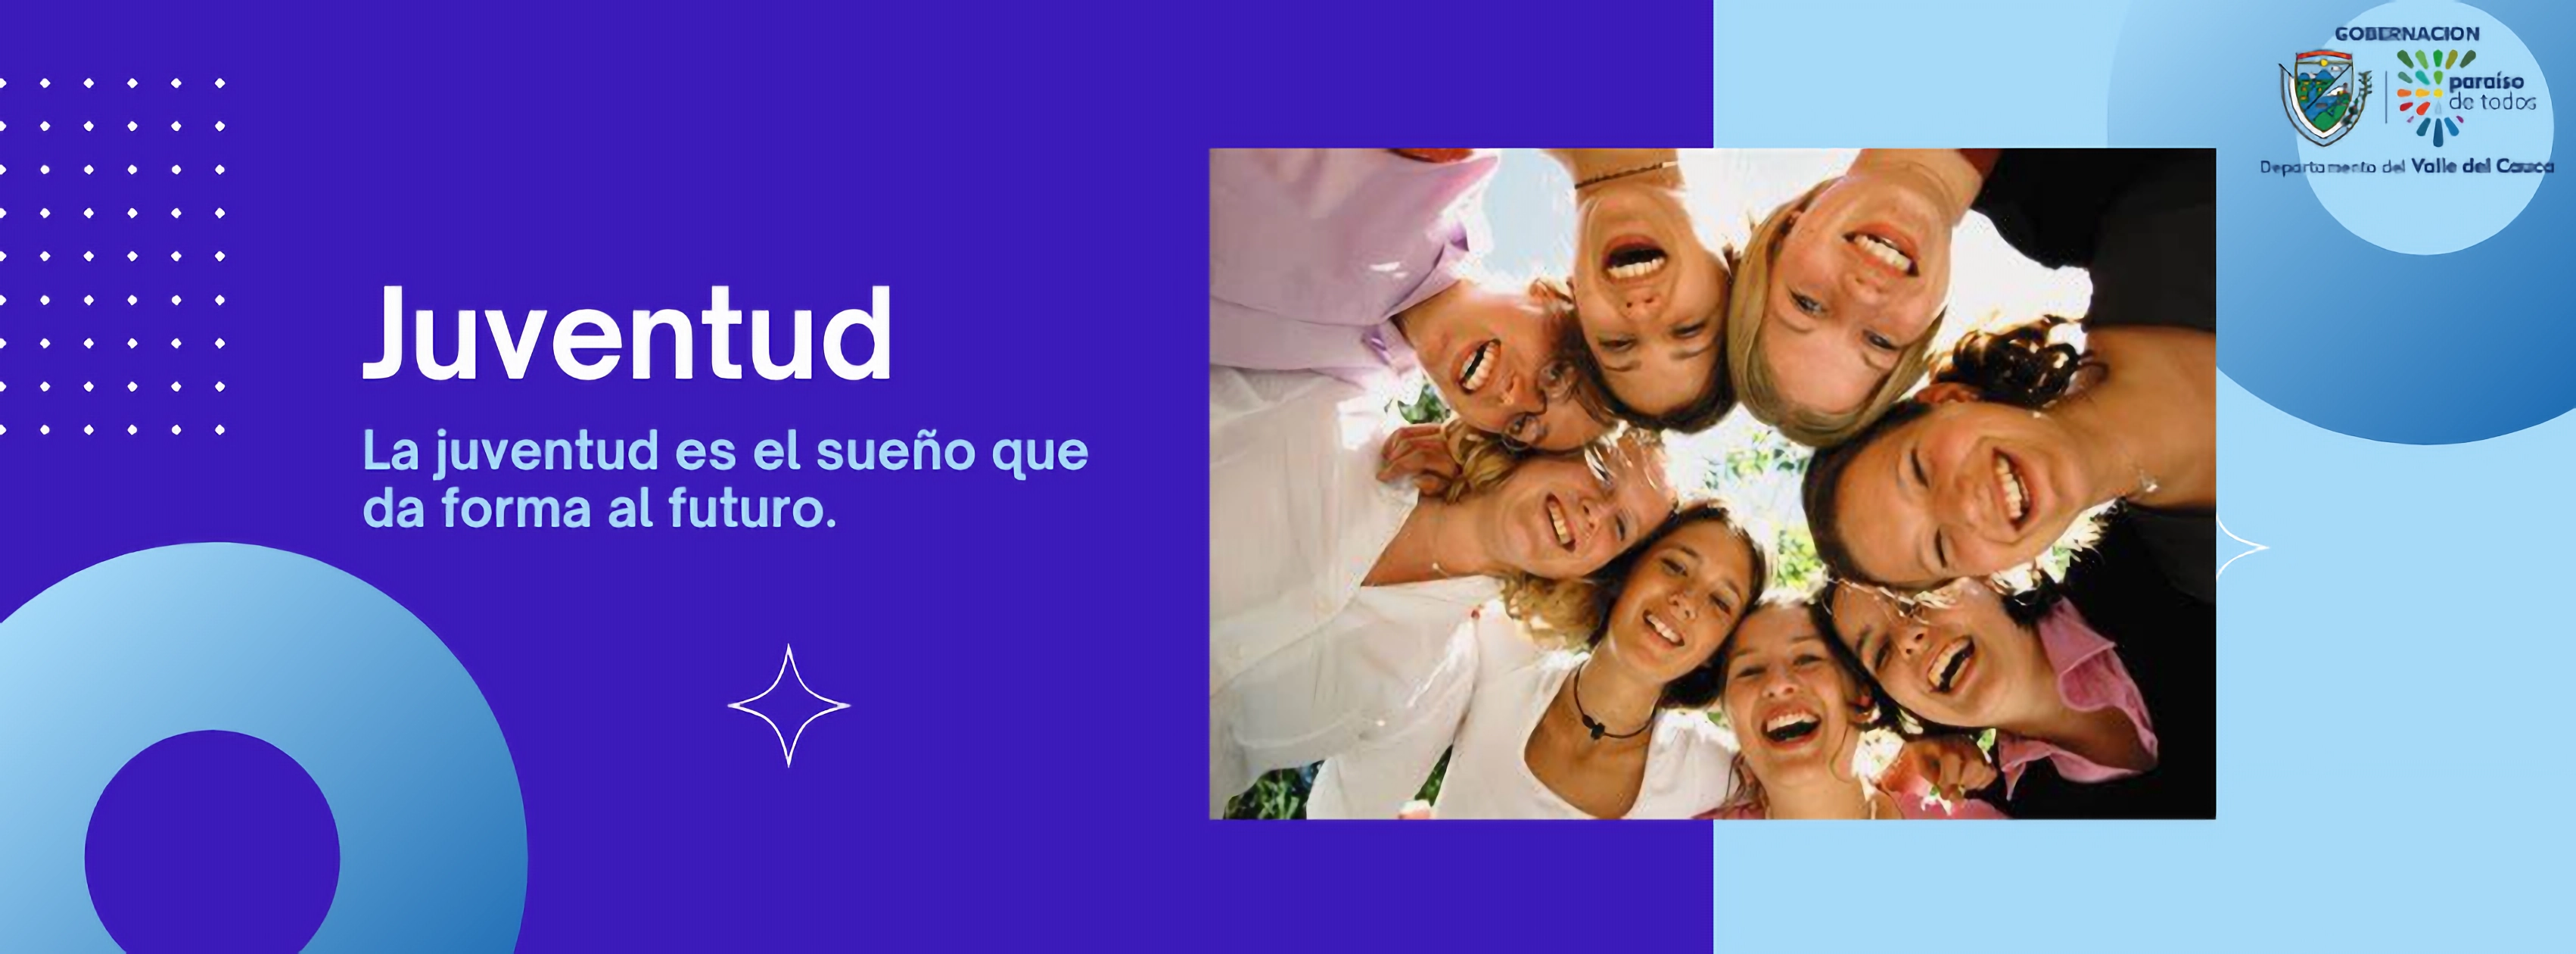 GOBERNACION
paraíso
de todos
Departamento del Valle del Cauca
Juventud
La juventud es el sueño que
da forma al futuro.